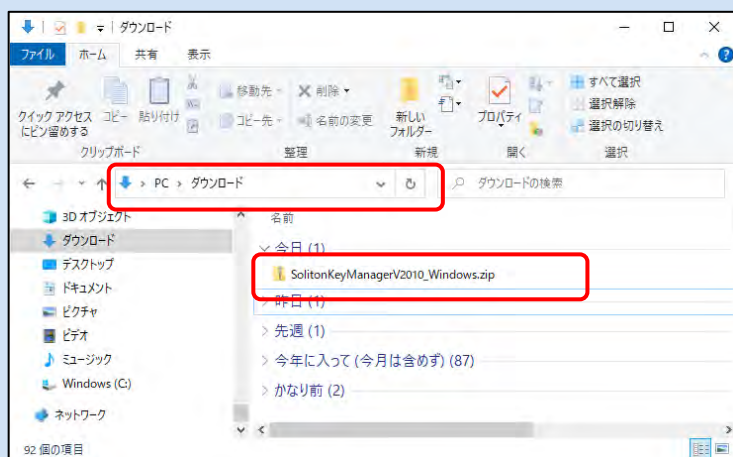 ダウンロード
ファイル ホーム 共有 表示
クイック アクセス
にピン留めする
コピー 貼り付け
移動先 削除
コピー先 名前の変更
新しい
フォルダー
プロパティ
すべて選択
選択解除
選択の切り替え
クリップボード 整理 新規 開く 選択
PC › ダウンロード
ダウンロードの検索
名前
3D オブジェクト
ダウンロード
デスクトップ
ドキュメント
ピクチャ
ビデオ
ミュージック
Windows (C:)
ネットワーク
今日 (1)
SolitonKeyManagerV2010_Windows.zip
昨日 (1)
先週 (1)
今年に入って (今月は含めず) (87)
かなり前 (2)
92 個の項目